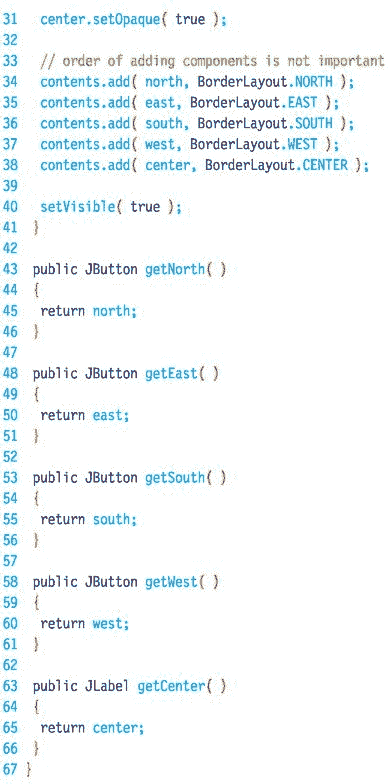 31 center.setOpaque( true );
32
33 // order of adding components is not important
34 contents.add( north, BorderLayout.NORTH );
35 contents.add( east, BorderLayout.EAST );
36 contents.add( south, BorderLayout.SOUTH );
37 contents.add( west, BorderLayout.WEST );
38 contents.add( center, BorderLayout.CENTER );
39
40 setVisible( true );
41 }
42
43 public JButton getNorth( )
44 {
45 return north;
46 }
47
48 public JButton getEast( )
49 {
50 return east;
51 }
52
53 public JButton getSouth( )
54 {
55 return south;
56 }
57
58 public JButton getWest( )
59 {
60 return west;
61 }
62
63 public JLabel getCenter( )
64 {
65 return center;
66 }
67 }